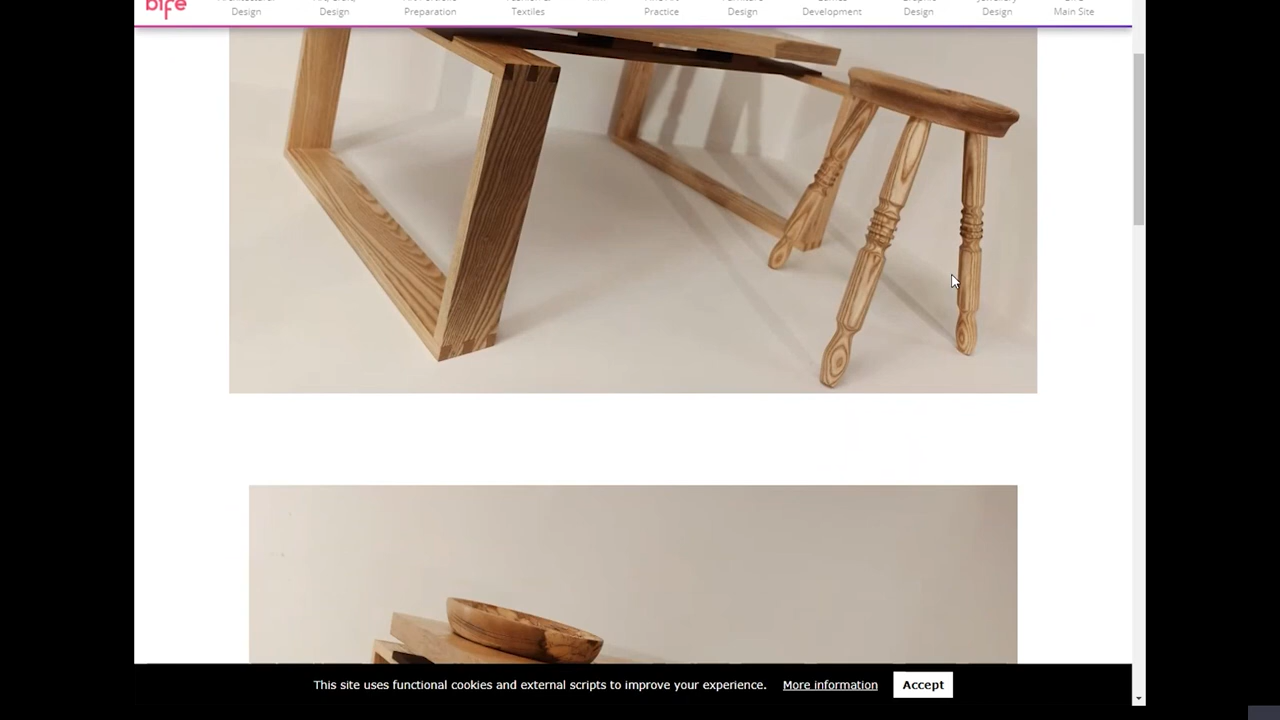 bife
Design
Design
Preparation
Textiles
Practice
Design
Development
Design
Design
Main Site
This site uses functional cookies and external scripts to improve your experience. More information Accept